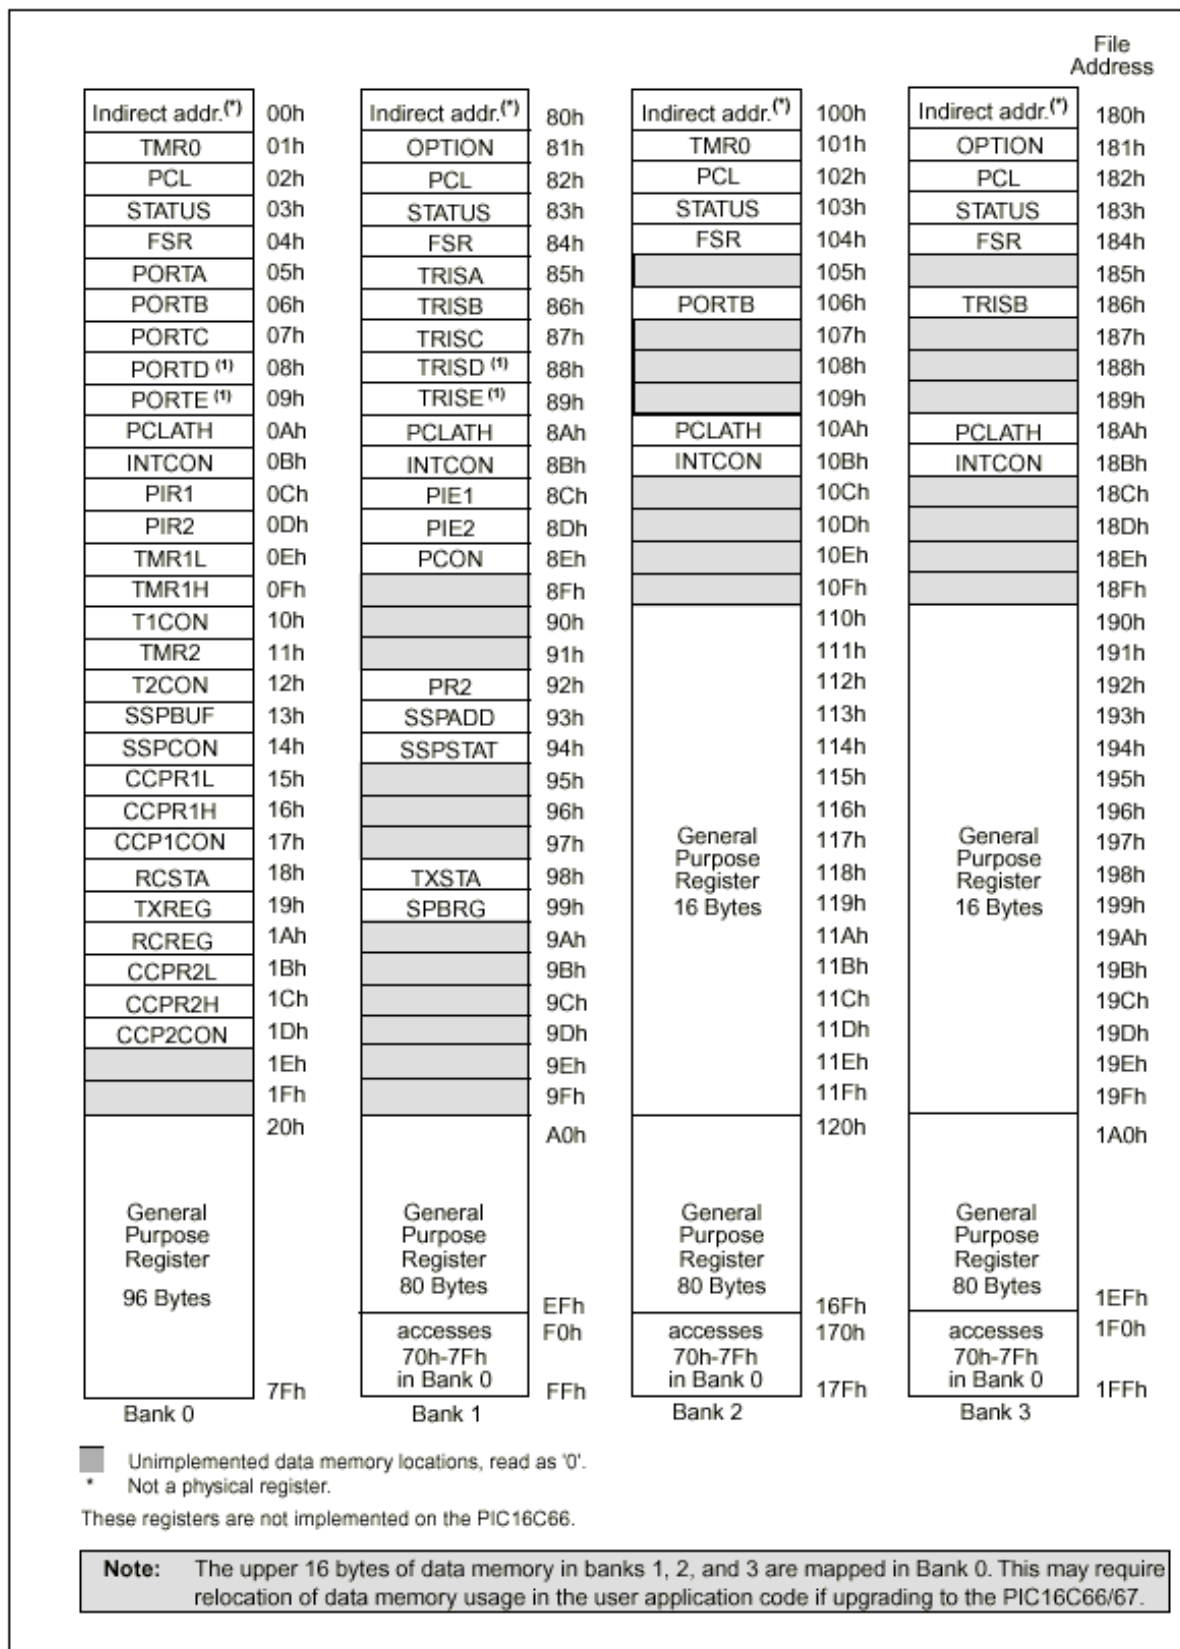 File
Address
Indirect addr.(*) 00h Indirect addr.(*) 80h Indirect addr.(*) 100h Indirect addr.(*) 180h
TMR0 01h OPTION 81h TMR0 101h OPTION 181h
PCL 02h PCL 82h PCL 102h PCL 182h
STATUS 03h STATUS 83h STATUS 103h STATUS 183h
FSR 04h FSR 84h FSR 104h FSR 184h
PORTA 05h TRISA 85h 105h 185h
PORTB 06h TRISB 86h PORTB 106h TRISB 186h
PORTC 07h TRISC 87h 107h 187h
PORTD (1) 08h TRISD (1) 88h 108h 188h
PORTE (1) 09h TRISE (1) 89h 109h 189h
PCLATH 0Ah PCLATH 8Ah PCLATH 10Ah PCLATH 18Ah
INTCON 0Bh INTCON 8Bh INTCON 10Bh INTCON 18Bh
PIR1 0Ch PIE1 8Ch 10Ch 18Ch
PIR2 0Dh PIE2 8Dh 10Dh 18Dh
TMR1L 0Eh PCON 8Eh 10Eh 18Eh
TMR1H 0Fh 8Fh 10Fh 18Fh
T1CON 10h 90h 110h 190h
TMR2 11h 91h 111h 191h
T2CON 12h PR2 92h 112h 192h
SSPBUF 13h SSPADD 93h 113h 193h
SSPCON 14h SSPSTAT 94h 114h 194h
CCPR1L 15h 95h 115h 195h
CCPR1H 16h 96h 116h 196h
CCP1CON 17h 97h General 117h General 197h
Purpose Purpose
RCSTA 18h TXSTA 98h Register 118h Register 198h
TXREG 19h SPBRG 99h 16 Bytes 119h 16 Bytes 199h
RCREG 1Ah 9Ah 11Ah 19Ah
CCPR2L 1Bh 9Bh 11Bh 19Bh
CCPR2H 1Ch 9Ch 11Ch 19Ch
CCP2CON 1Dh 9Dh 11Dh 19Dh
1Eh 9Eh 11Eh 19Eh
1Fh 9Fh 11Fh 19Fh
20h A0h 120h 1A0h
General General General General
Purpose Purpose Purpose Purpose
Register Register Register Register
96 Bytes 80 Bytes 80 Bytes 80 Bytes
EFh 16Fh 1EFh
accesses F0h accesses 170h accesses 1F0h
70h-7Fh 70h-7Fh 70h-7Fh
7Fh in Bank 0 FFh in Bank 0 17Fh in Bank 0 1FFh
Bank 0 Bank 1 Bank 2 Bank 3
Unimplemented data memory locations, read as '0'.
* Not a physical register.
These registers are not implemented on the PIC16C66.
Note: The upper 16 bytes of data memory in banks 1, 2, and 3 are mapped in Bank 0. This may require
relocation of data memory usage in the user application code if upgrading to the PIC16C66/67.